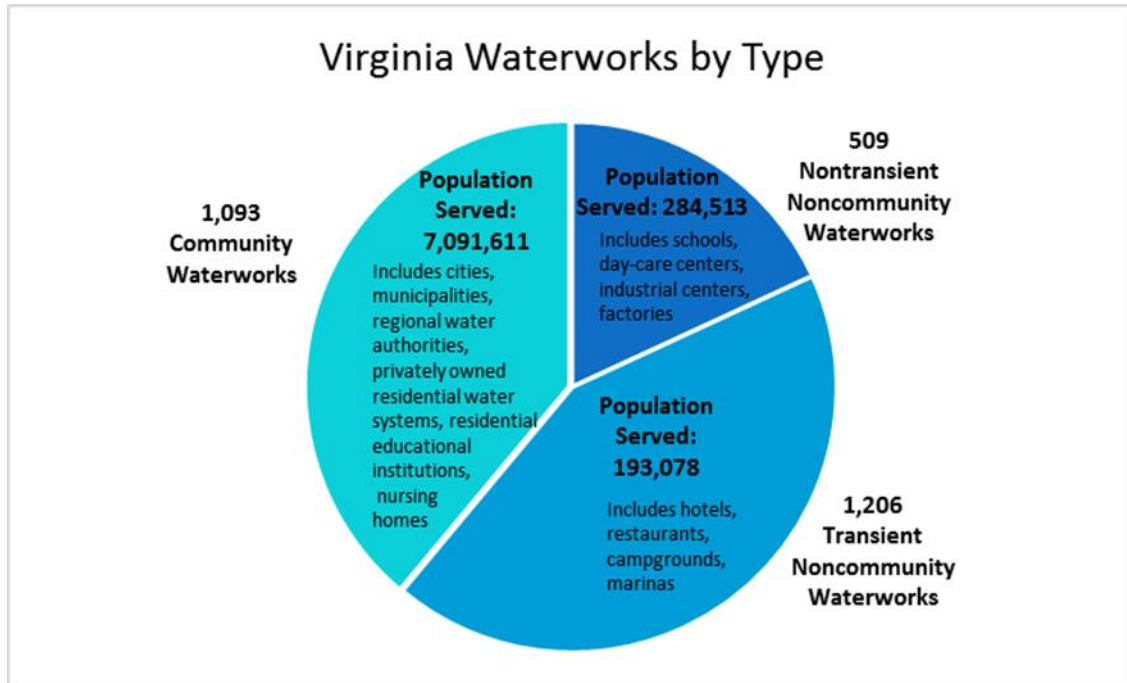 Virginia Waterworks by Type
1,093
Community
Waterworks
Population
Served:
7,091,611
Includes cities,
municipalities,
regional water
authorities,
privately owned
residential water
systems, residential
educational
institutions,
nursing
homes
Population
Served: 284,513
Includes schools,
day-care centers,
industrial centers,
factories
509
Nontransient
Noncommunity
Waterworks
Population
Served:
193,078
Includes hotels,
restaurants,
campgrounds,
marinas
1,206
Transient
Noncommunity
Waterworks